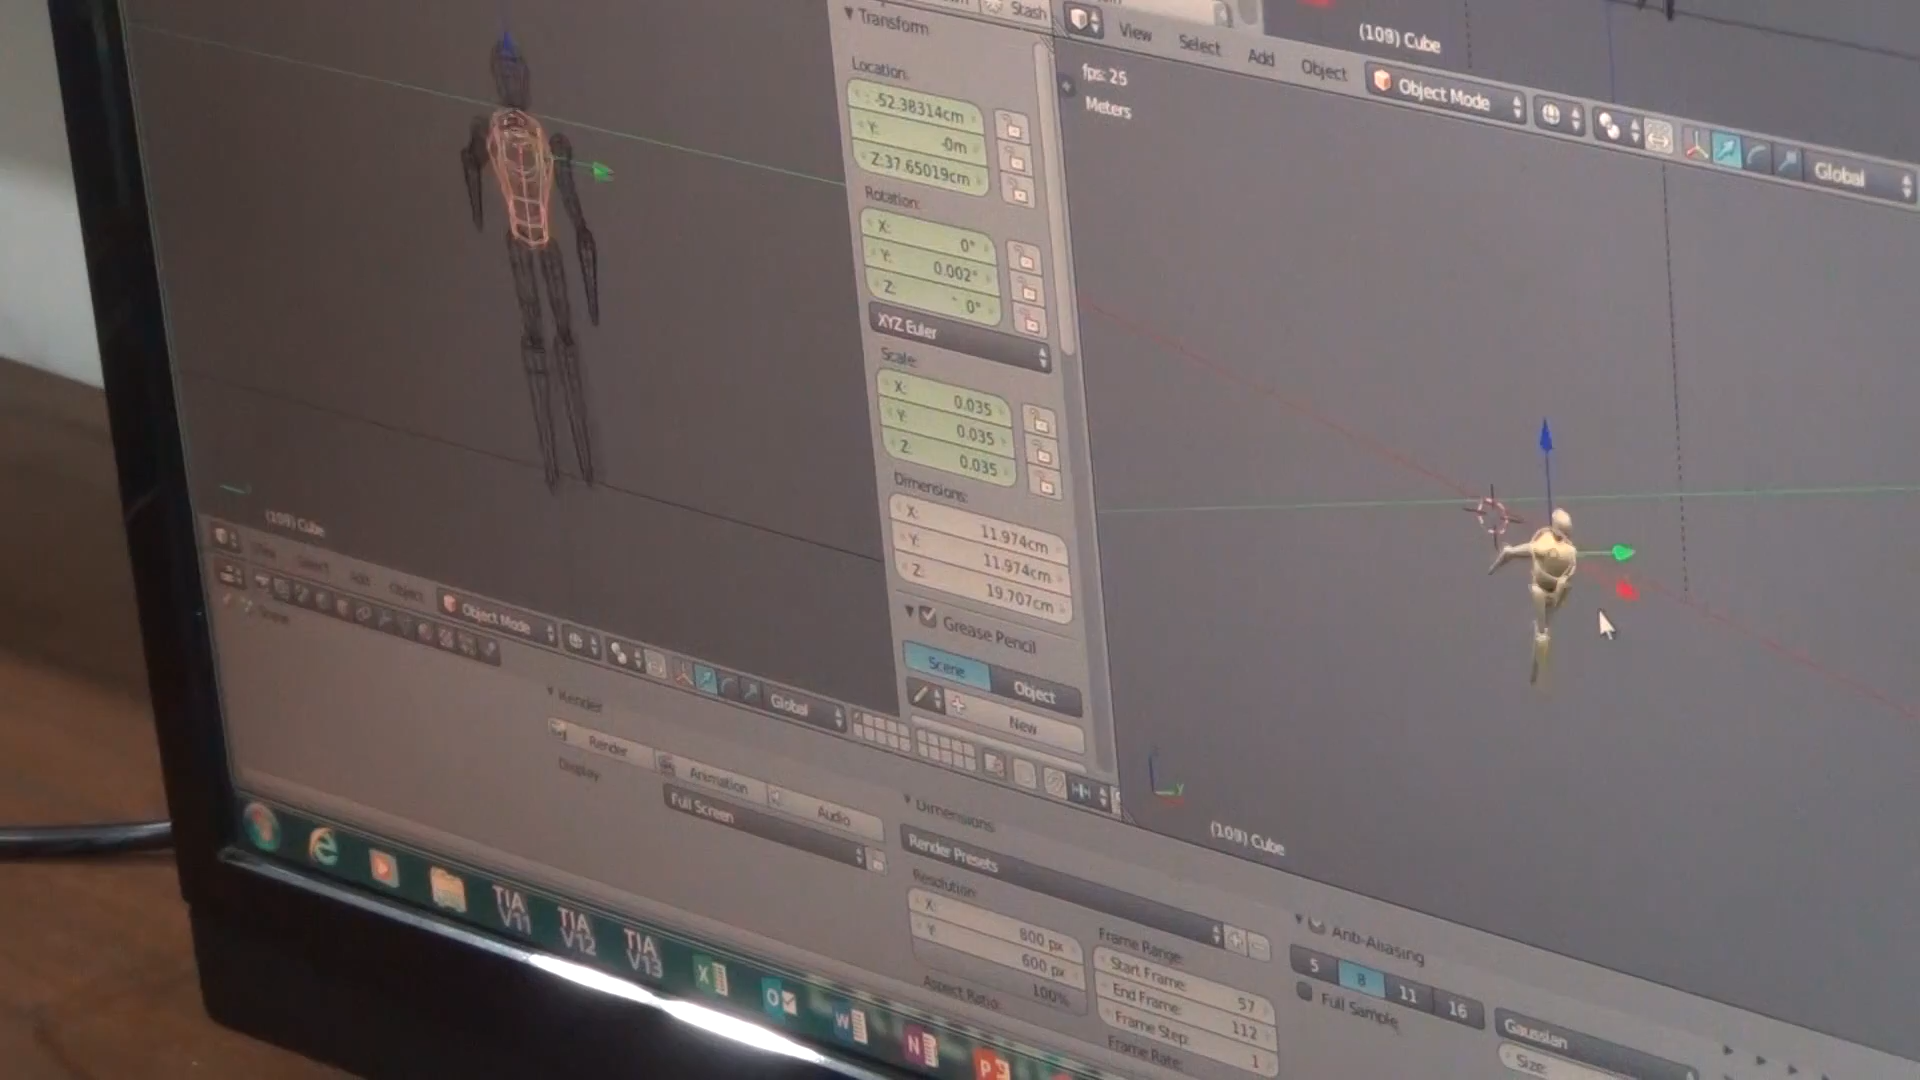 Stash
Transform
Location:
-52.38314cm
Y: -0m
Z:37.65019cm
Rotation:
X: 0°
Y: 0.002°
Z: 0°
XYZ Euler
Scale:
X: 0.035
Y: 0.035
Z: 0.035
Dimensions:
X: 11.974cm
Y: 11.974cm
Z: 19.707cm
Grease Pencil
Scene Object
New
(109) Cube
View Select Add Object Object Mode Global
(109) Cube
View Select Add Object Object Mode Global
fps: 25
Meters
y
(109) Cube
Render
Render Animation Audio
Display
Full Screen
Dimensions
Render Presets
Resolution:
X: 800 px
Y: 600 px
100%
Aspect Ratio
Frame Range:
Start Frame: 57
End Frame: 112
Frame Step: 1
Frame Rate:
Anti-Aliasing
5 8 11 16
Full Sample
Gaussian
Size:
TIA V11
TIA V12
TIA V13